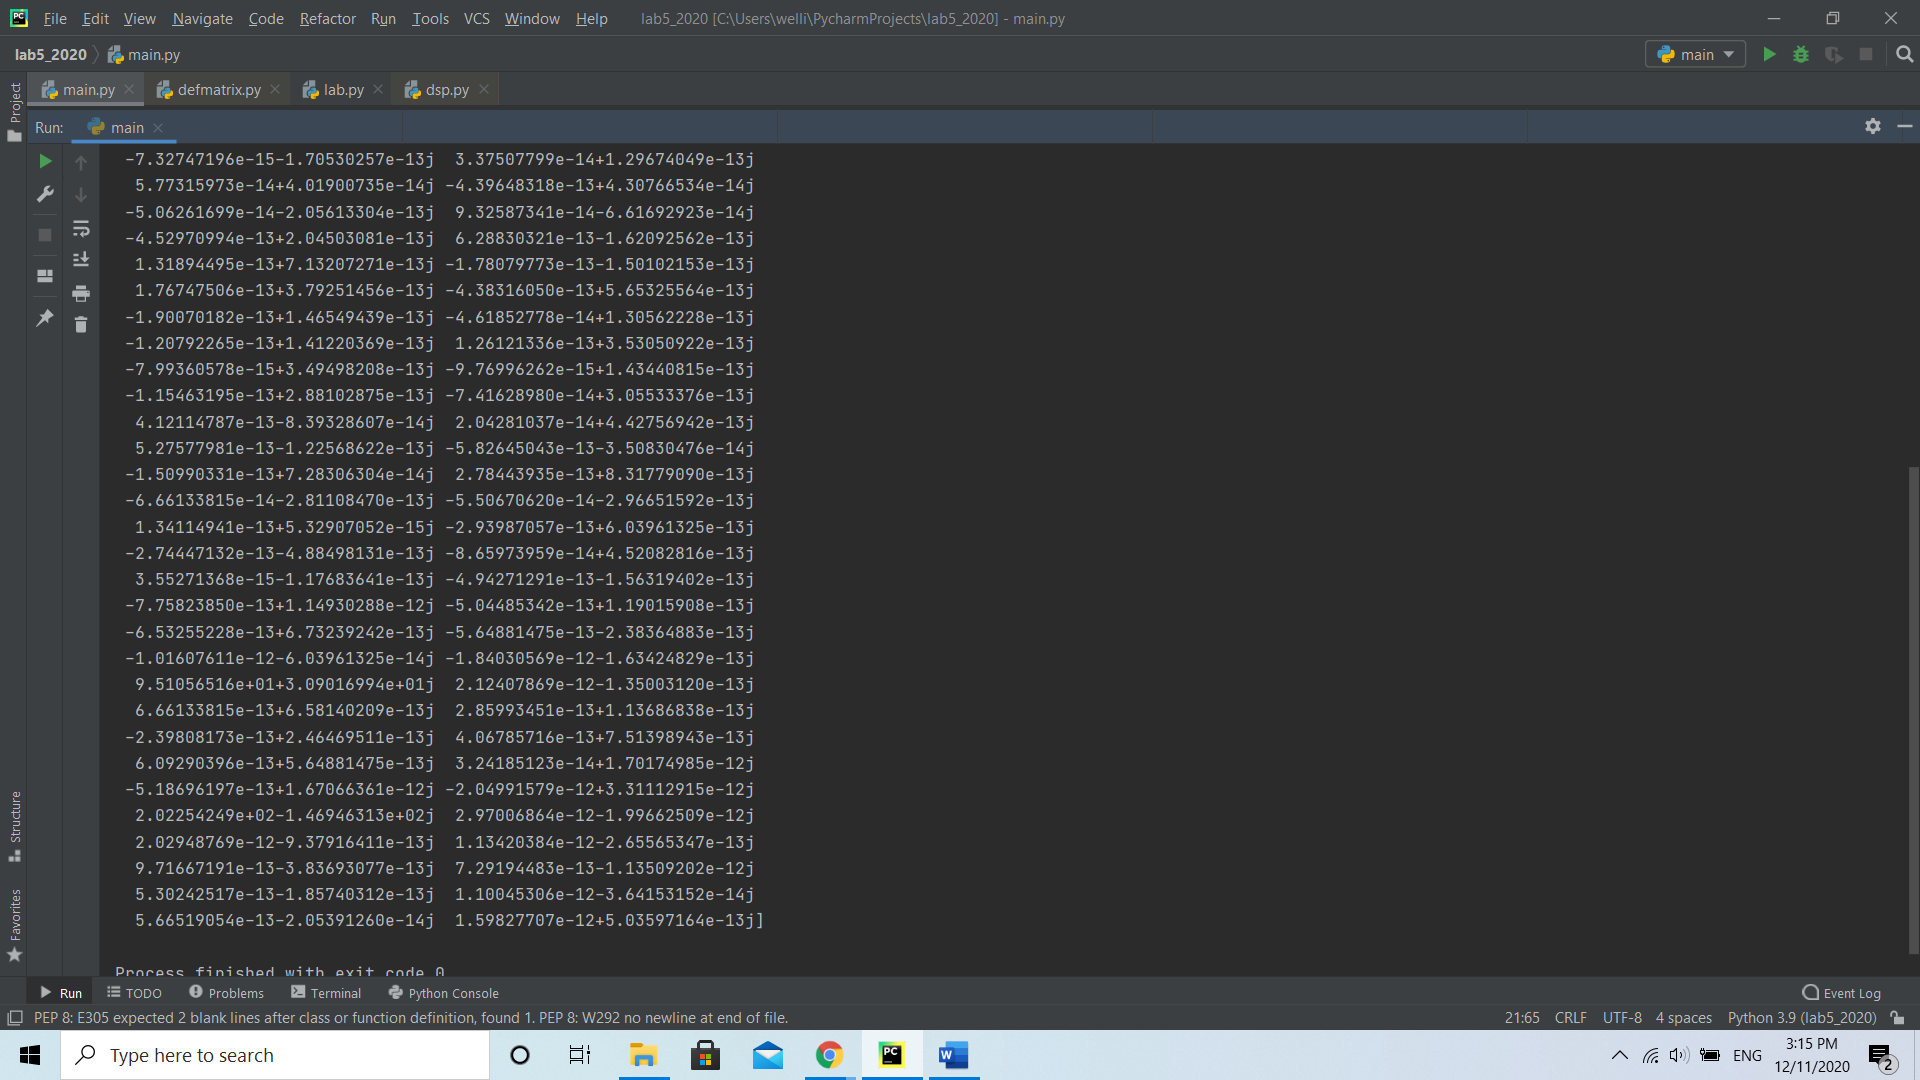 File Edit View Navigate Code Refactor Run Tools VCS Window Help lab5_2020 [C:\Users\welli\PycharmProjects\lab5_2020] - main.py
lab5_2020 main.py main
main.py defmatrix.py lab.py dsp.py
Project
Run: main
-7.32747196e-15-1.70530257e-13j 3.37507799e-14+1.29674049e-13j
5.77315973e-14+4.01900735e-14j -4.39648318e-13+4.30766534e-14j
-5.06261699e-14-2.05613304e-13j 9.32587341e-14-6.61692923e-14j
-4.52970994e-13+2.04503081e-13j 6.28830321e-13-1.62092562e-13j
1.31894495e-13+7.13207271e-13j -1.78079773e-13-1.50102153e-13j
1.76747506e-13+3.79251456e-13j -4.38316050e-13+5.65325564e-13j
-1.90070182e-13+1.46549439e-13j -4.61852778e-14+1.30562228e-13j
-1.20792265e-13+1.41220369e-13j 1.26121336e-13+3.53050922e-13j
-7.99360578e-15+3.49498208e-13j -9.76996262e-15+1.43440815e-13j
-1.15463195e-13+2.88102875e-13j -7.41628980e-14+3.05533376e-13j
4.12114787e-13-8.39328607e-14j 2.04281037e-14+4.42756942e-13j
5.27577981e-13-1.22568622e-13j -5.82645043e-13-3.50830476e-14j
-1.50990331e-13+7.28306304e-14j 2.78443935e-13+8.31779090e-13j
-6.66133815e-14-2.81108470e-13j -5.50670620e-14-2.96651592e-13j
1.34114941e-13+5.32907052e-15j -2.93987057e-13+6.03961325e-13j
-2.74447132e-13-4.88498131e-13j -8.65973959e-14+4.52082816e-13j
3.55271368e-15-1.17683641e-13j -4.94271291e-13-1.56319402e-13j
-7.75823850e-13+1.14930288e-12j -5.04485342e-13+1.19015908e-13j
-6.53255228e-13+6.73239242e-13j -5.64881475e-13-2.38364883e-13j
-1.01607611e-12-6.03961325e-14j -1.84030569e-12-1.63424829e-13j
9.51056516e+01+3.09016994e+01j 2.12407869e-12-1.35003120e-13j
6.66133815e-13+6.58140209e-13j 2.85993451e-13+1.13686838e-13j
-2.39808173e-13+2.46469511e-13j 4.06785716e-13+7.51398943e-13j
6.09290396e-13+5.64881475e-13j 3.24185123e-14+1.70174985e-12j
-5.18696197e-13+1.67066361e-12j -2.04991579e-12+3.31112915e-12j
2.02254249e+02-1.46946313e+02j 2.97006864e-12-1.99662509e-12j
2.02948769e-12-9.37916411e-13j 1.13420384e-12-2.65565347e-13j
9.71667191e-13-3.83693077e-13j 7.29194483e-13-1.13509202e-12j
5.30242517e-13-1.85740312e-13j 1.10045306e-12-3.64153152e-14j
5.66519054e-13-2.05391260e-14j 1.59827707e-12+5.03597164e-13j]
Process finished with exit code 0
Structure
Favorites
Run TODO Problems Terminal Python Console Event Log
PEP 8: E305 expected 2 blank lines after class or function definition, found 1. PEP 8: W292 no newline at end of file. 21:65 CRLF UTF-8 4 spaces Python 3.9 (lab5_2020)
Type here to search ENG 3:15 PM
12/11/2020 2